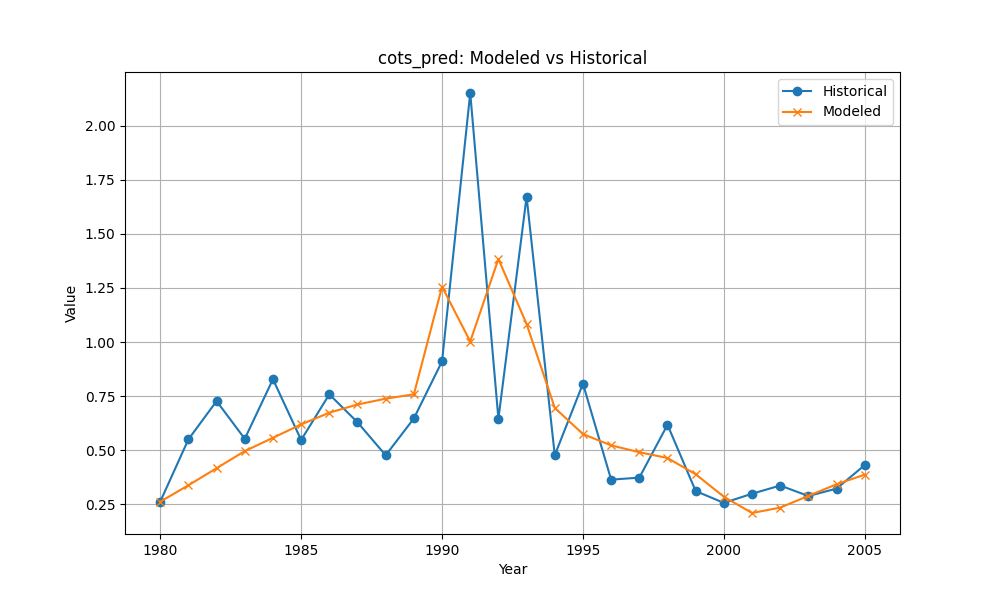 cots_pred: Modeled vs Historical
Historical
Modeled
2.00
1.75
1.50
1.25
1.00
0.75
0.50
0.25
Value
1980 1985 1990 1995 2000 2005
Year